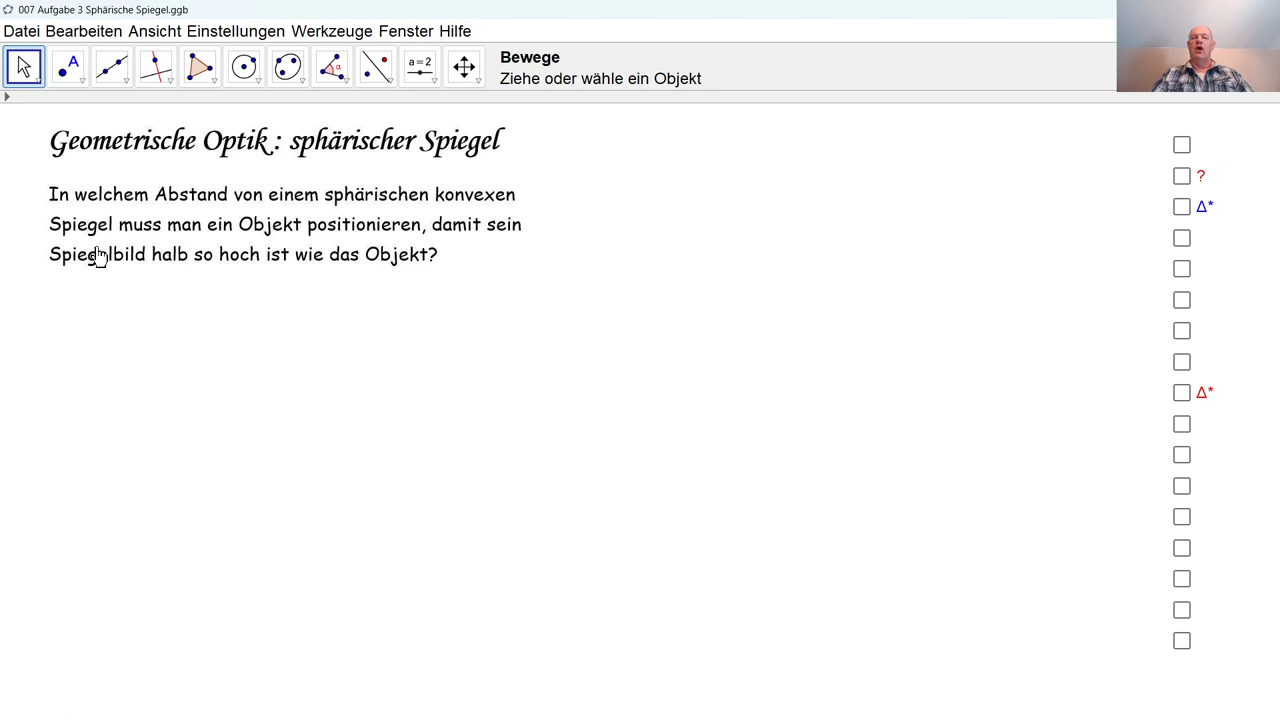 007 Aufgabe 3 Sphärische Spiegel.ggb
Datei Bearbeiten Ansicht Einstellungen Werkzeuge Fenster Hilfe
A
α
a=2
Bewege
Ziehe oder wähle ein Objekt
Geometrische Optik : sphärischer Spiegel
In welchem Abstand von einem sphärischen konvexen
Spiegel muss man ein Objekt positionieren, damit sein
Spiegelbild halb so hoch ist wie das Objekt?
?
Δ*
Δ*